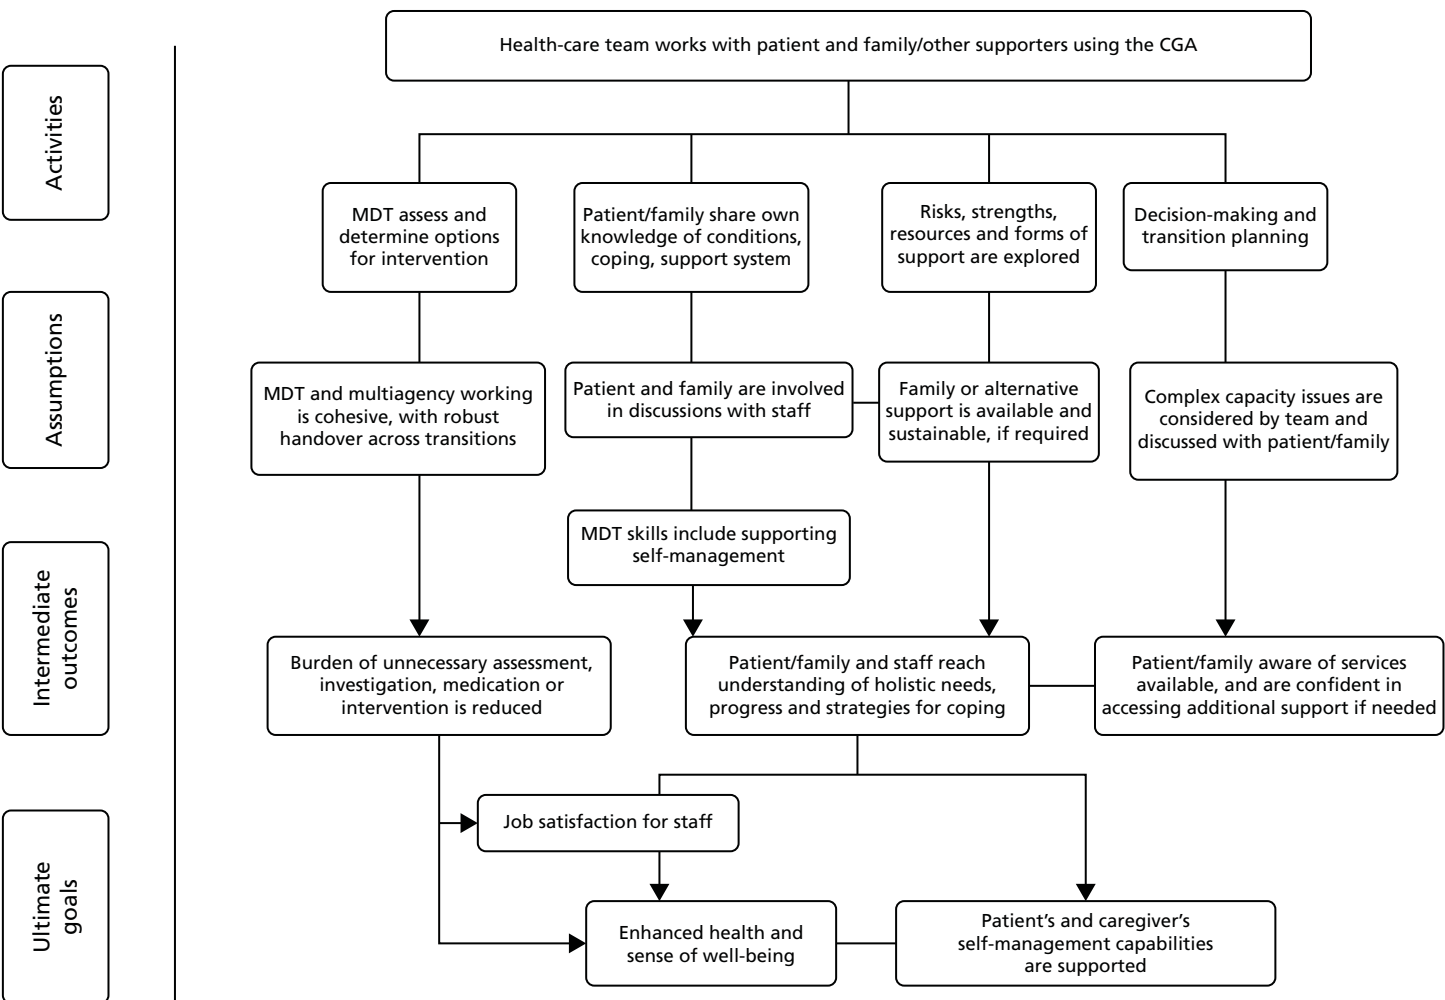 Health-care team works with patient and family/other supporters using the CGA
Activities
MDT assess and
determine options
for intervention
Patient/family share own
knowledge of conditions,
coping, support system
Risks, strengths,
resources and forms of
support are explored
Decision-making and
transition planning
Assumptions
MDT and multiagency working
is cohesive, with robust
handover across transitions
Patient and family are involved
in discussions with staff
Family or alternative
support is available and
sustainable, if required
Complex capacity issues are
considered by team and
discussed with patient/family
MDT skills include supporting
self-management
Intermediate
outcomes
Burden of unnecessary assessment,
investigation, medication or
intervention is reduced
Patient/family and staff reach
understanding of holistic needs,
progress and strategies for coping
Patient/family aware of services
available, and are confident in
accessing additional support if needed
Ultimate
goals
Job satisfaction for staff
Enhanced health and
sense of well-being
Patient’s and caregiver’s
self-management capabilities
are supported